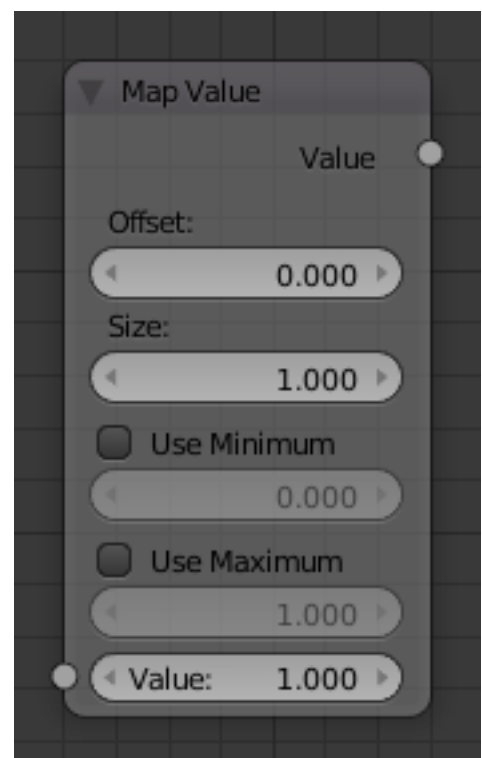 Map Value
Value
Offset:
0.000
Size:
1.000
Use Minimum
0.000
Use Maximum
1.000
Value: 1.000